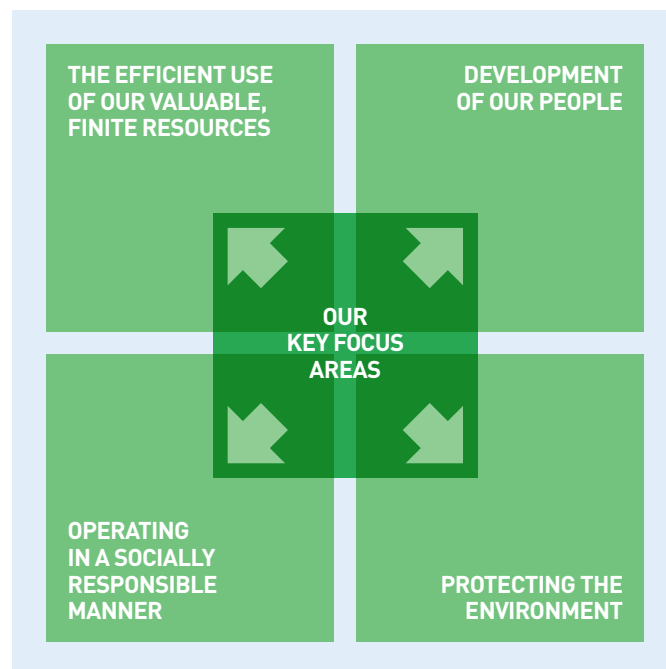 THE EFFICIENT USE
OF OUR VALUABLE,
FINITE RESOURCES
DEVELOPMENT
OF OUR PEOPLE
OUR
KEY FOCUS
AREAS
OPERATING
IN A SOCIALLY
RESPONSIBLE
MANNER
PROTECTING THE
ENVIRONMENT